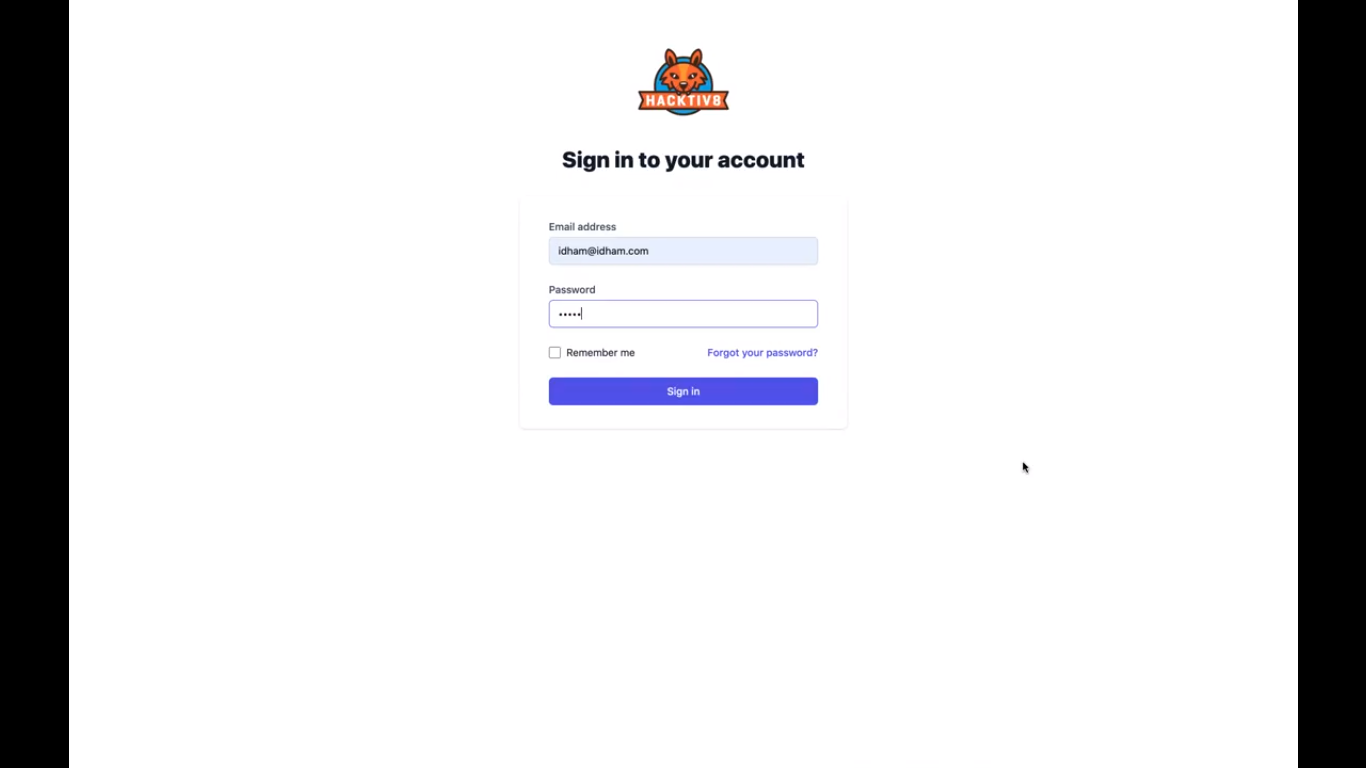 HACKTIV8
Sign in to your account
Email address
idham@idham.com
Password
•••••
Remember me
Forgot your password?
Sign in